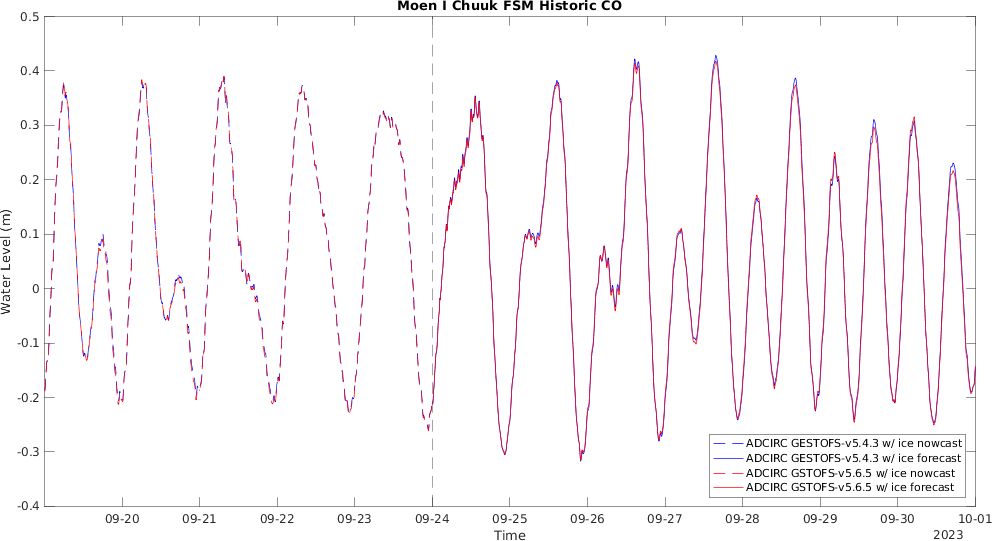 Moen I Chuuk FSM Historic CO
0.5
0.4
0.3
0.2
0.1
0
-0.1
-0.2
-0.3
-0.4
Water Level (m)
ADCIRC GESTOFS-v5.4.3 w/ ice nowcast
ADCIRC GESTOFS-v5.4.3 w/ ice forecast
ADCIRC GSTOFS-v5.6.5 w/ ice nowcast
ADCIRC GSTOFS-v5.6.5 w/ ice forecast
09-20 09-21 09-22 09-23 09-24 09-25 09-26 09-27 09-28 09-29 09-30 10-01
Time
2023